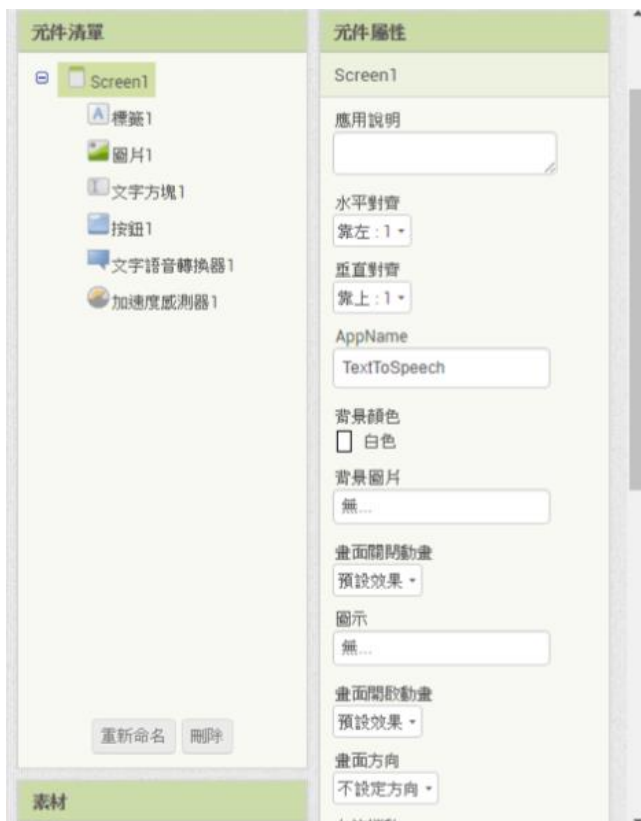 元件清單
Screen1
標籤1
圖片1
文字方塊1
按鈕1
文字語音轉換器1
加速度感測器1
重新命名
刪除
素材
元件屬性
Screen1
應用說明
水平對齊
靠左 : 1
垂直對齊
靠上 : 1
AppName
TextToSpeech
背景顏色
白色
背景圖片
無...
畫面關閉動畫
預設效果
圖示
無...
畫面開啟動畫
預設效果
畫面方向
不設定方向